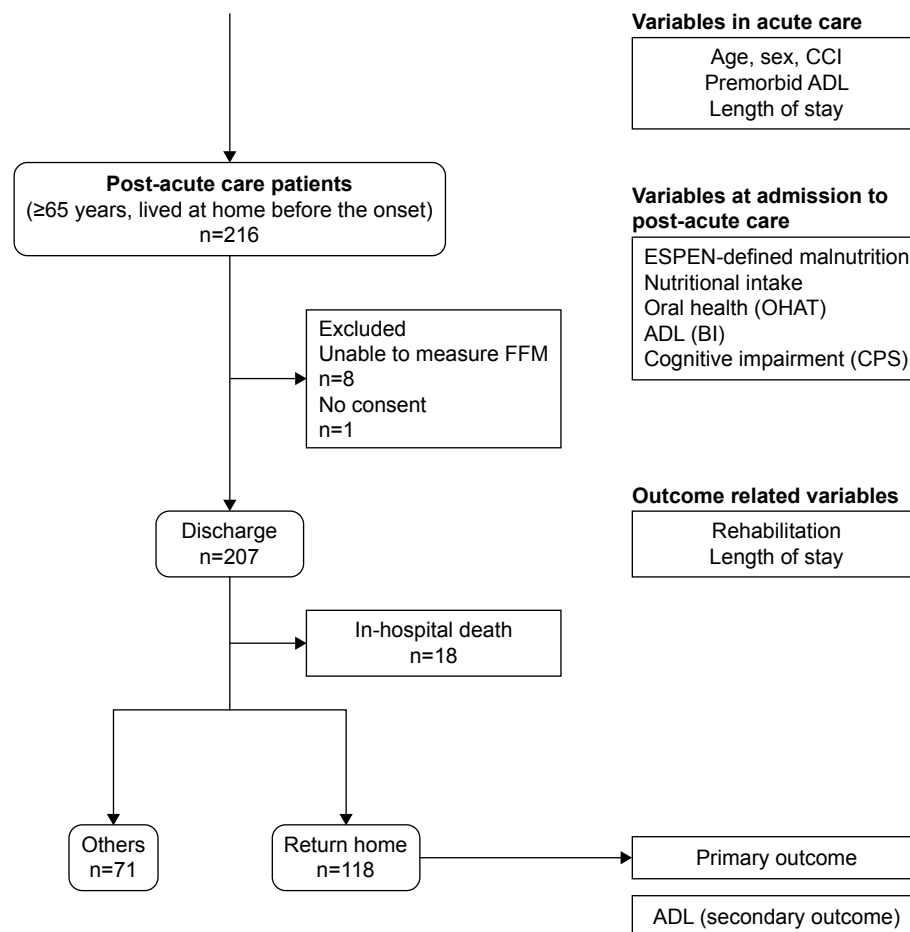 Variables in acute care
Age, sex, CCI
Premorbid ADL
Length of stay
Post-acute care patients
(≥65 years, lived at home before the onset)
n=216
Variables at admission to
post-acute care
ESPEN-defined malnutrition
Nutritional intake
Oral health (OHAT)
ADL (BI)
Cognitive impairment (CPS)
Excluded
Unable to measure FFM
n=8
No consent
n=1
Outcome related variables
Rehabilitation
Length of stay
Discharge
n=207
In-hospital death
n=18
Others
n=71
Return home
n=118
Primary outcome
ADL (secondary outcome)